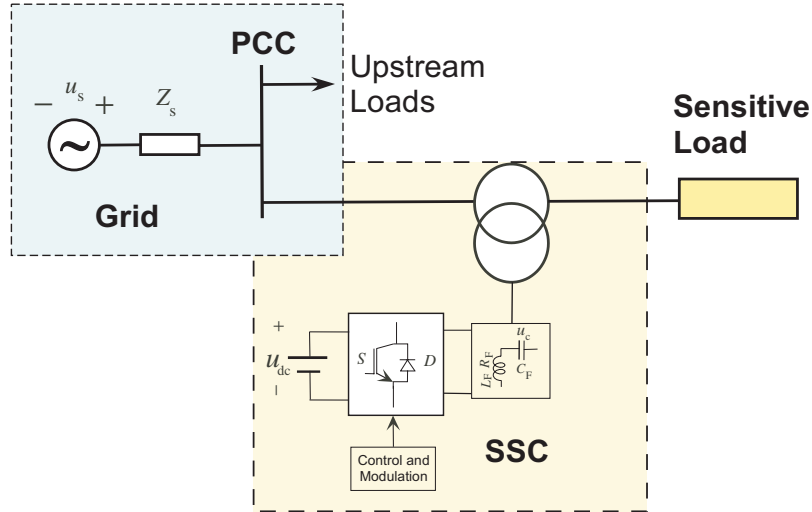 PCC
− u_s +
Z_s
Upstream
Loads
Grid
Sensitive
Load
+
u_dc
−
S
D
u_c
L_F R_F
C_F
Control and
Modulation
SSC